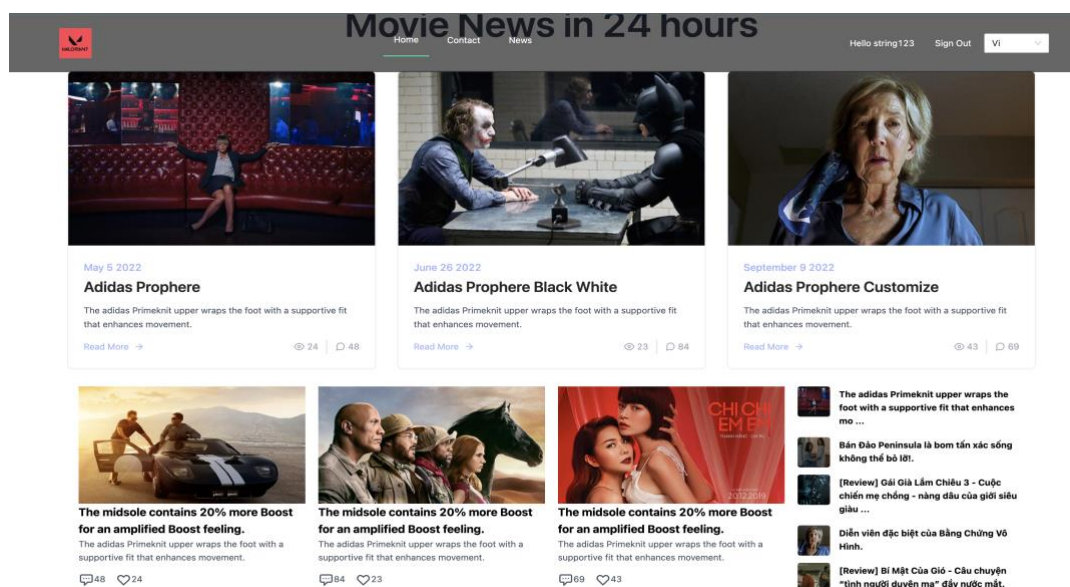 Movie News in 24 hours
VALORANT
Home
Contact
News
Hello string123
Sign Out
Vi
May 5 2022
Adidas Prophere
The adidas Primeknit upper wraps the foot with a supportive fit
that enhances movement.
Read More →
24
48
June 26 2022
Adidas Prophere Black White
The adidas Primeknit upper wraps the foot with a supportive fit
that enhances movement.
Read More →
23
84
September 9 2022
Adidas Prophere Customize
The adidas Primeknit upper wraps the foot with a supportive fit
that enhances movement.
Read More →
43
69
The midsole contains 20% more Boost
for an amplified Boost feeling.
The adidas Primeknit upper wraps the foot with a
supportive fit that enhances movement.
48
24
The midsole contains 20% more Boost
for an amplified Boost feeling.
The adidas Primeknit upper wraps the foot with a
supportive fit that enhances movement.
84
23
CHỊ CHỊ
EM EM
20.12.2019
The midsole contains 20% more Boost
for an amplified Boost feeling.
The adidas Primeknit upper wraps the foot with a
supportive fit that enhances movement.
69
43
The adidas Primeknit upper wraps the
foot with a supportive fit that enhances
mo ...
Bán Đảo Peninsula là bom tấn xác sống
không thể bỏ lỡ!.
[Review] Gái Già Lắm Chiêu 3 - Cuộc
chiến mẹ chồng - nàng dâu của giới siêu
giàu ...
Diễn viên đặc biệt của Bằng Chứng Vô
Hình.
[Review] Bí Mật Của Gió - Câu chuyện
“tình người duyên ma” đầy nước mắt.